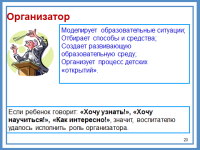 Организатор
Моделирует образовательные ситуации;
Отбирает способы и средства;
Создает развивающую
образовательную среду;
Организует процесс детских
«открытий».
Если ребенок говорит: «Хочу узнать!», «Хочу
научиться!», «Как интересно!», значит, воспитателю
удалось исполнить роль организатора.
20